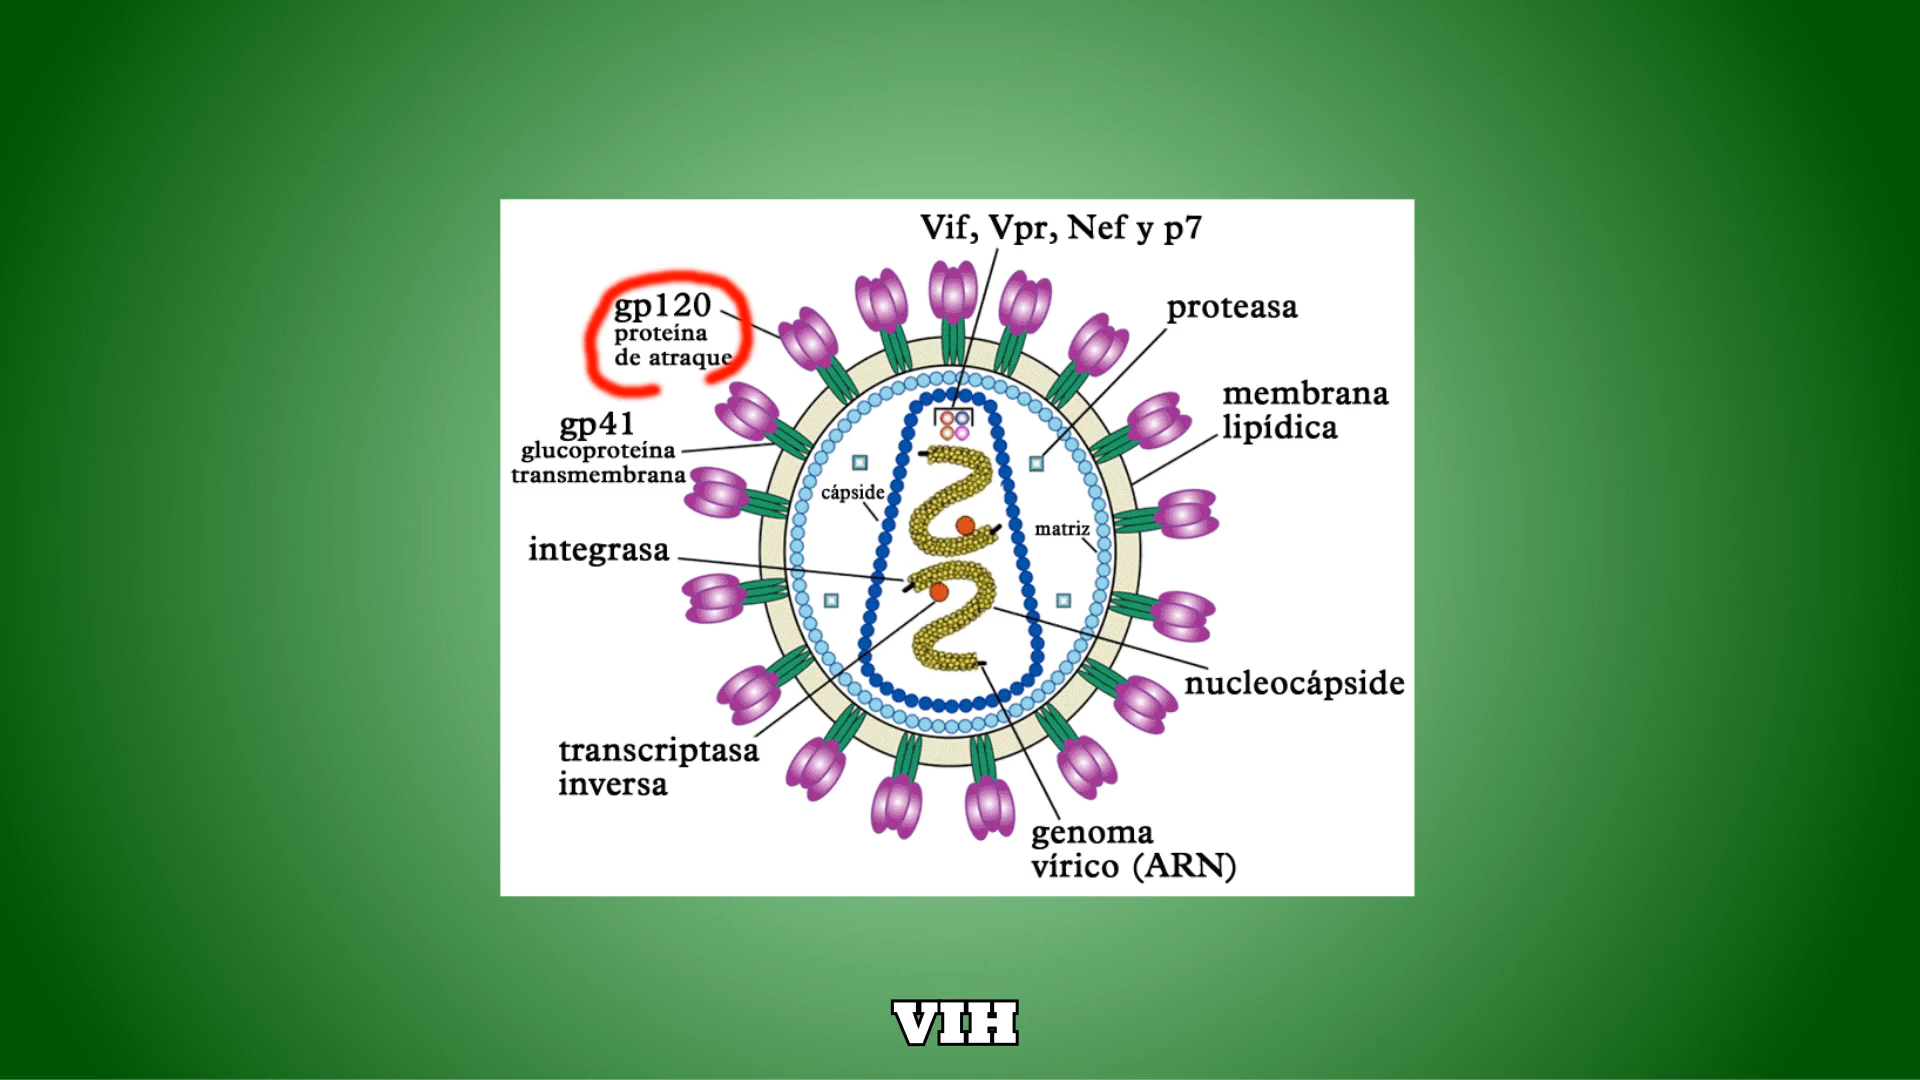 Vif, Vpr, Nef y p7
gp120
proteína
de atraque
proteasa
membrana
lipídica
gp41
glucoproteína
transmembrana
cápside
matriz
integrasa
nucleocápside
transcriptasa
inversa
genoma
vírico (ARN)
VIH